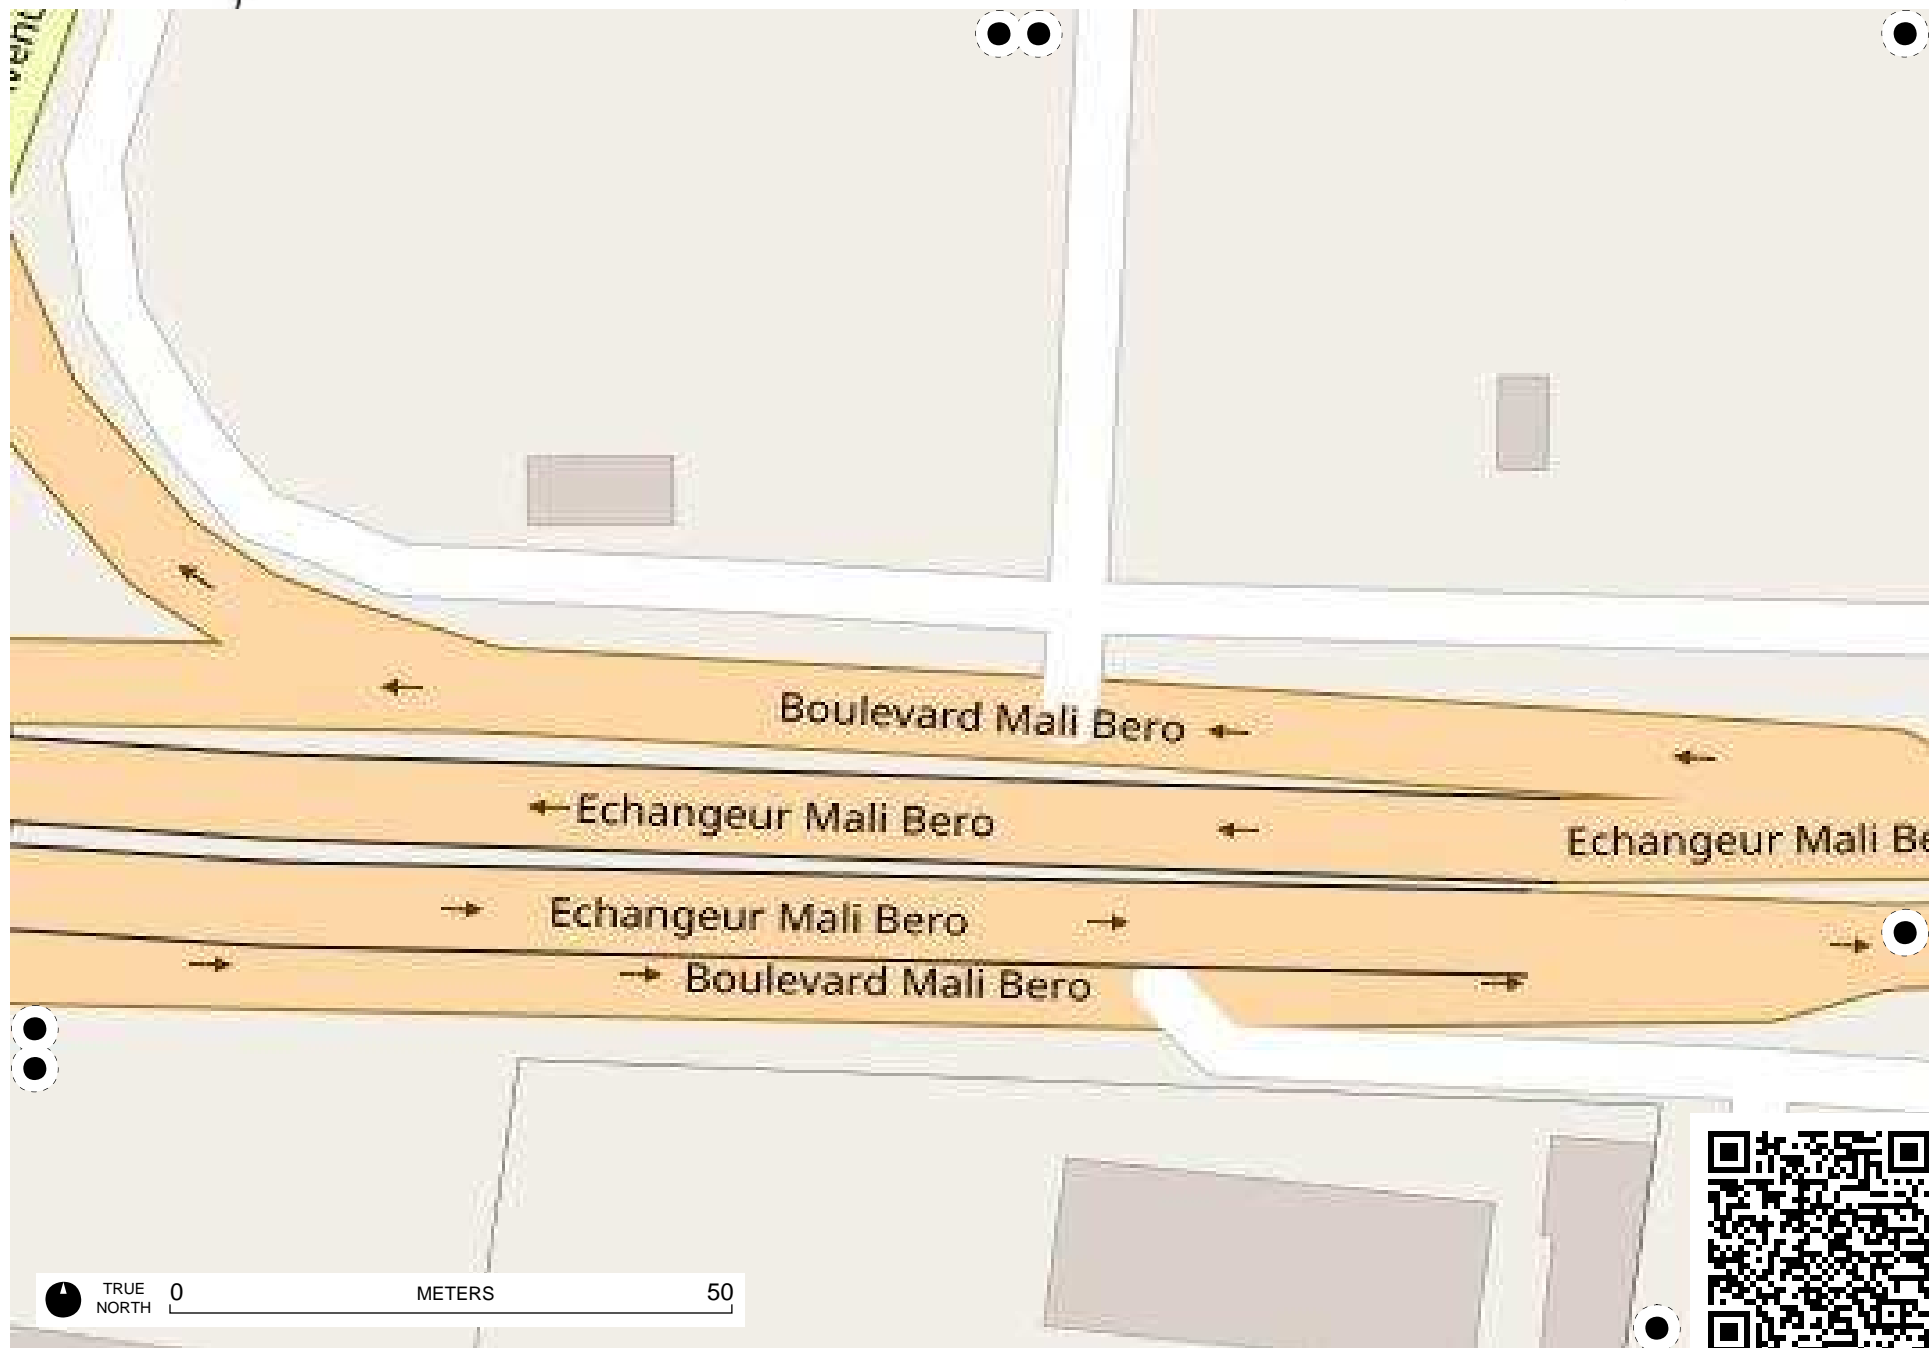 Boulevard Mali Bero
Echangeur Mali Bero
Echangeur Mali Be
Echangeur Mali Bero
Boulevard Mali Bero
TRUE
NORTH
0 METERS 50